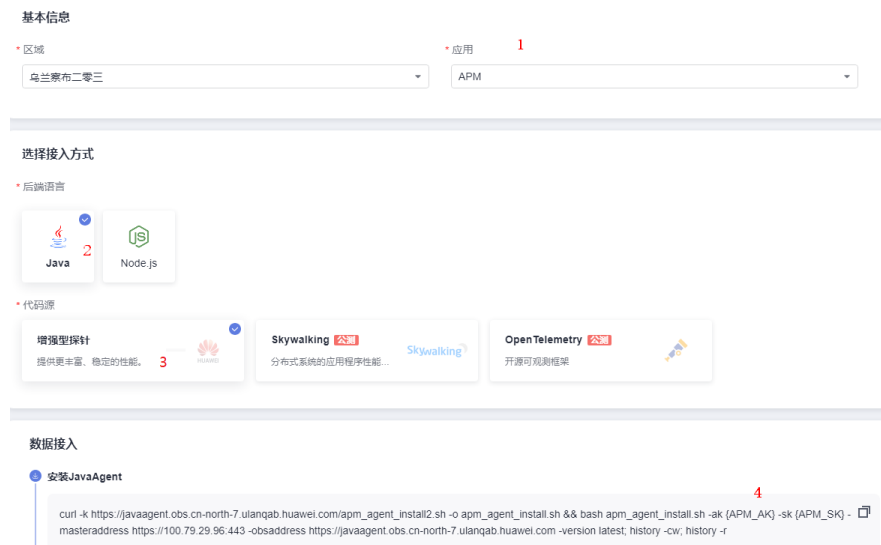 基本信息
* 区域
* 应用 1
乌兰察布二零三
APM
选择接入方式
* 后端语言
Java
2
JS
Node.js
* 代码源
增强型探针
提供更丰富、稳定的性能。 3
HUAWEI
Skywalking 公测
分布式系统的应用程序性能...
Skywalking
OpenTelemetry 公测
开源可观测框架
数据接入
安装JavaAgent
4
curl -k https://javaagent.obs.cn-north-7.ulanqab.huawei.com/apm_agent_install2.sh -o apm_agent_install.sh && bash apm_agent_install.sh -ak {APM_AK} -sk {APM_SK} -
masteraddress https://100.79.29.96:443 -obsaddress https://javaagent.obs.cn-north-7.ulanqab.huawei.com -version latest; history -cw; history -r